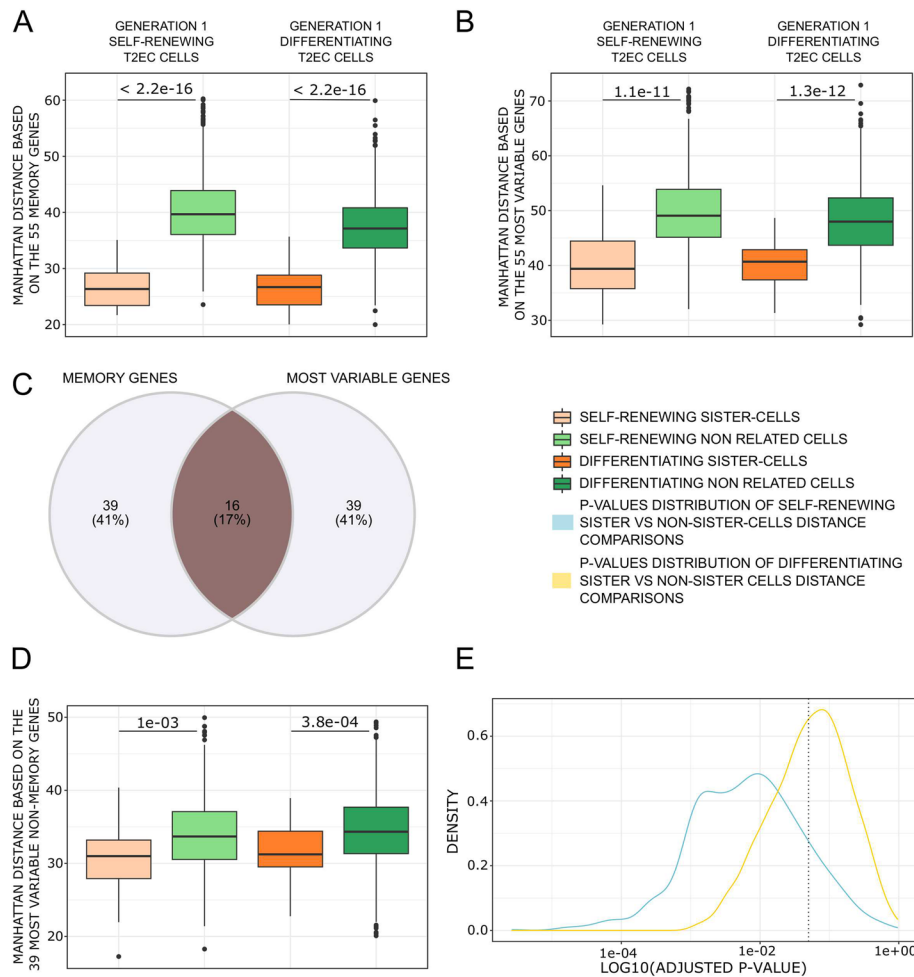 A
GENERATION 1
SELF-RENEWING
T2EC CELLS
GENERATION 1
DIFFERENTIATING
T2EC CELLS
MANHATTAN DISTANCE BASED
ON THE 55 MEMORY GENES
60
50
40
30
20
< 2.2e-16
< 2.2e-16
B
GENERATION 1
SELF-RENEWING
T2EC CELLS
GENERATION 1
DIFFERENTIATING
T2EC CELLS
MANHATTAN DISTANCE BASED
ON THE 55 MOST VARIABLE GENES
70
60
50
40
30
1.1e-11
1.3e-12
C
MEMORY GENES
MOST VARIABLE GENES
39
(41%)
16
(17%)
39
(41%)
SELF-RENEWING SISTER-CELLS
SELF-RENEWING NON RELATED CELLS
DIFFERENTIATING SISTER-CELLS
DIFFERENTIATING NON RELATED CELLS
P-VALUES DISTRIBUTION OF SELF-RENEWING
SISTER VS NON-SISTER-CELLS DISTANCE
COMPARISONS
P-VALUES DISTRIBUTION OF DIFFERENTIATING
SISTER VS NON-SISTER CELLS DISTANCE
COMPARISONS
D
MANHATTAN DISTANCE BASED ON THE
39 MOST VARIABLE NON-MEMORY GENES
50
40
30
20
1e-03
3.8e-04
E
DENSITY
0.6
0.4
0.2
0.0
1e-04
1e-02
1e+00
LOG10(ADJUSTED P-VALUE)